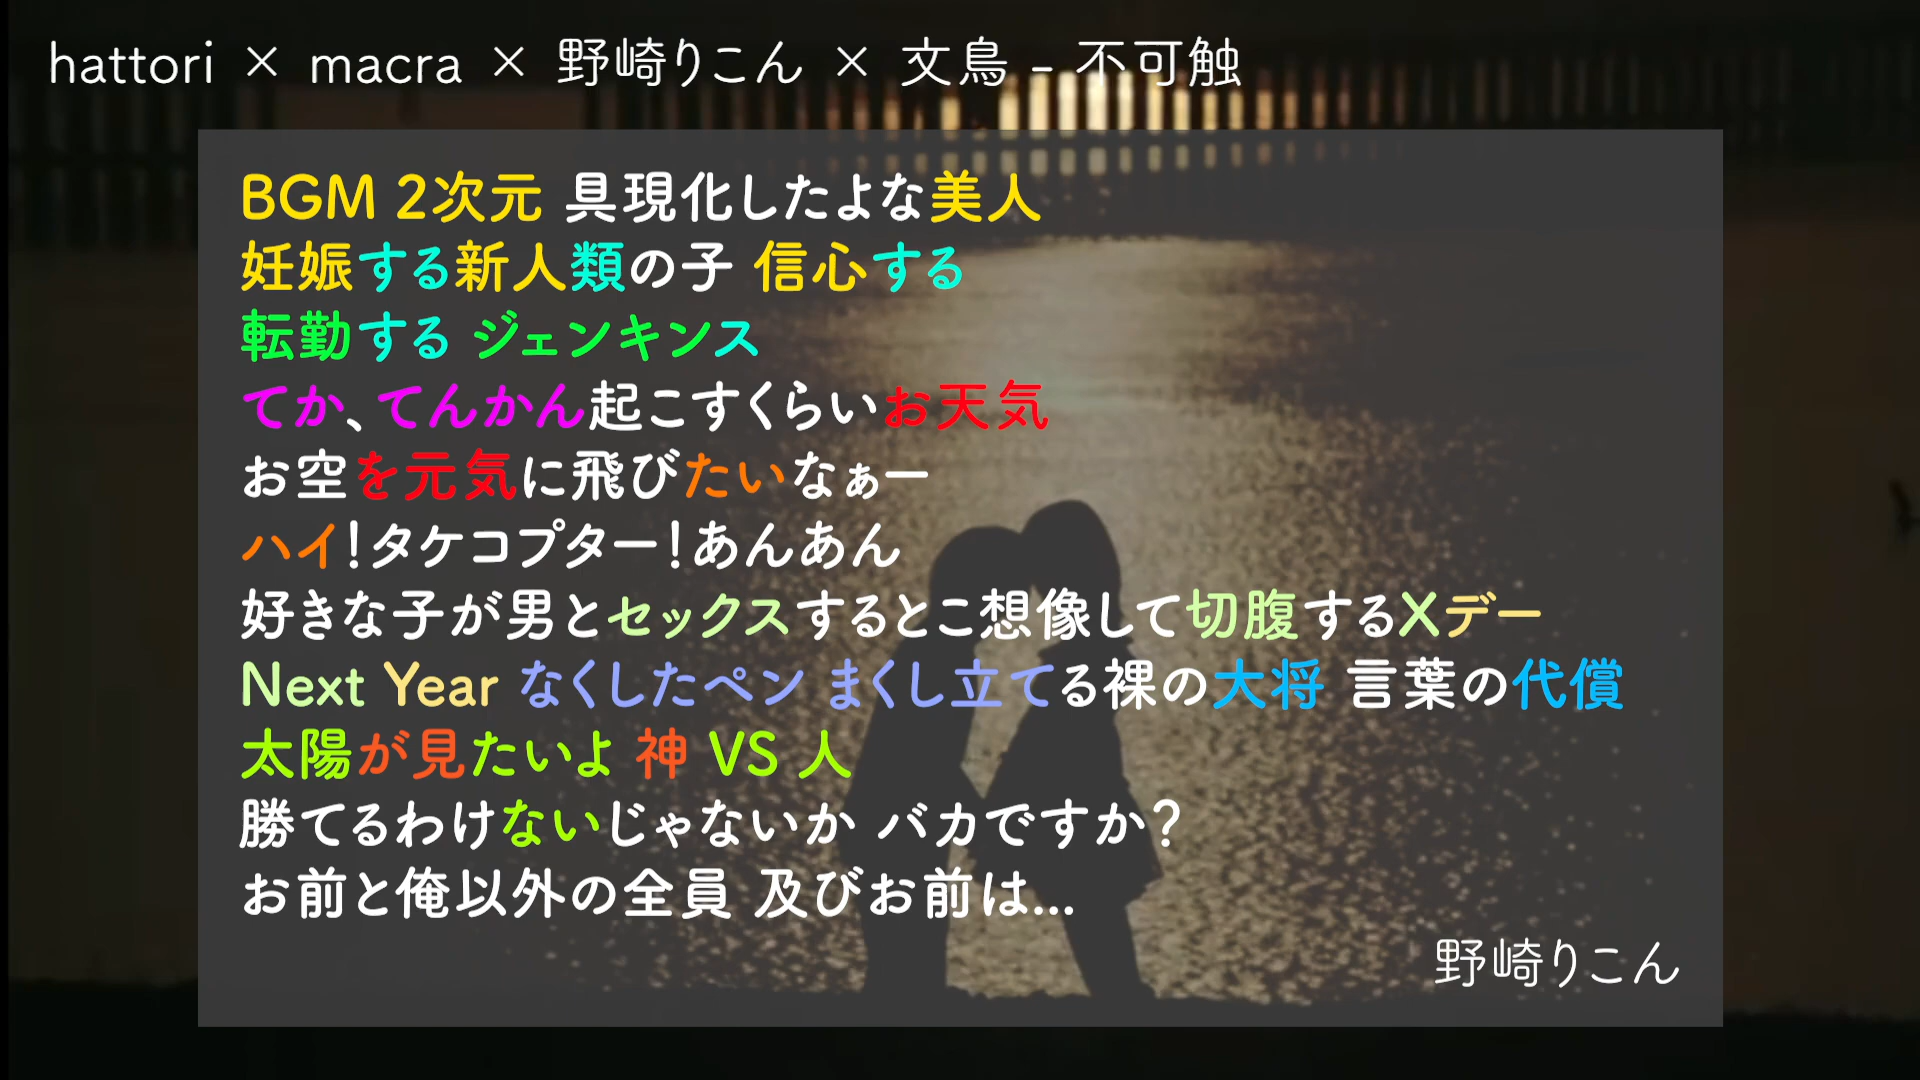 hattori × macra × 野崎りこん × 文鳥 - 不可触
BGM 2次元 具現化したよな美人
妊娠する新人類の子 信心する
転勤する ジェンキンス
てか、てんかん起こすくらいお天気
お空を元気に飛びたいなぁー
ハイ!タケコプター!あんあん
好きな子が男とセックスするとこ想像して切腹するXデー
Next Year なくしたペン まくし立てる裸の大将 言葉の代償
太陽が見たいよ 神 VS 人
勝てるわけないじゃないか バカですか?
お前と俺以外の全員 及びお前は...
野崎りこん